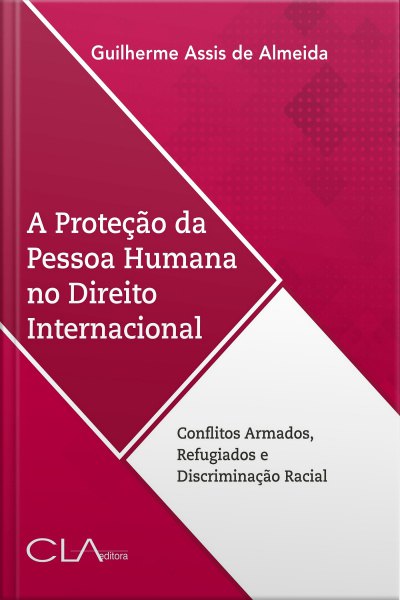 Guilherme Assis de Almeida
A Proteção da
Pessoa Humana
no Direito
Internacional
Conflitos Armados,
Refugiados e
Discriminação Racial
CLA editora